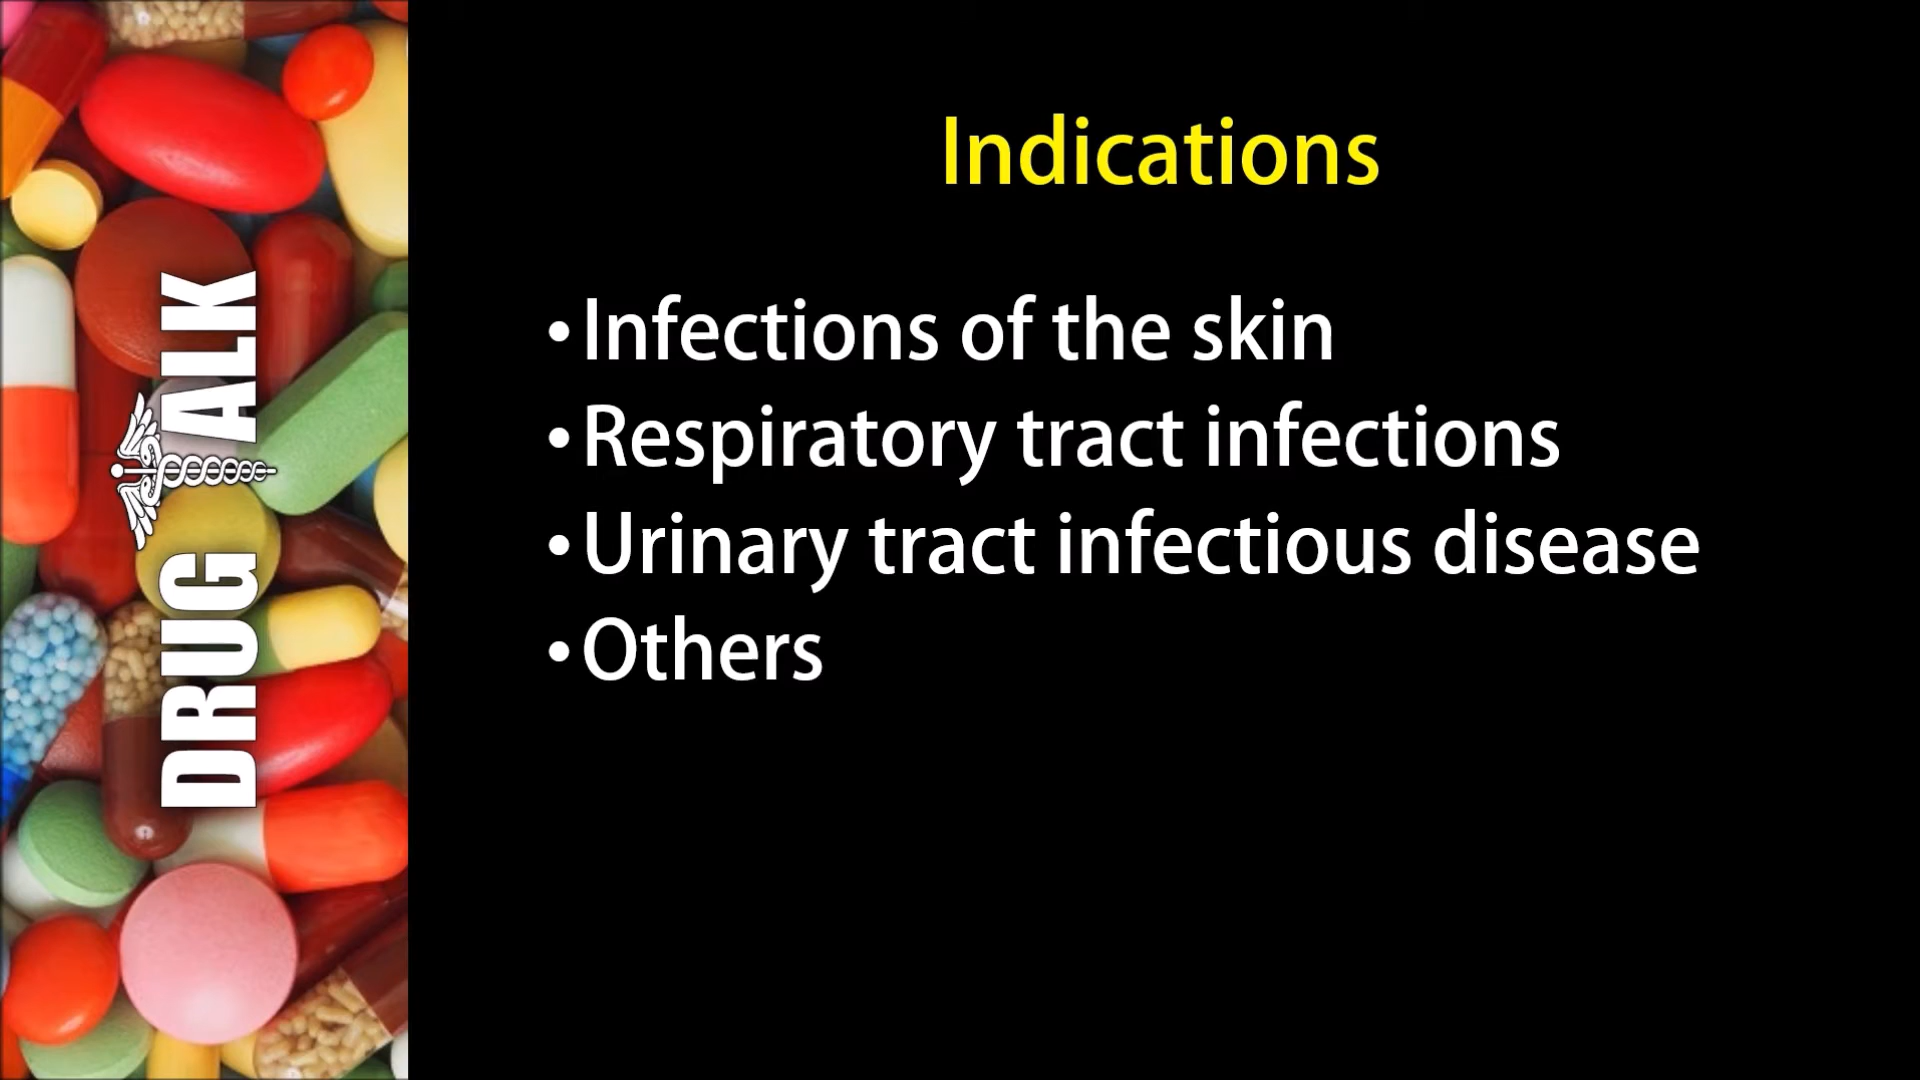 DRUG TALK
Indications
•Infections of the skin
•Respiratory tract infections
•Urinary tract infectious disease
•Others